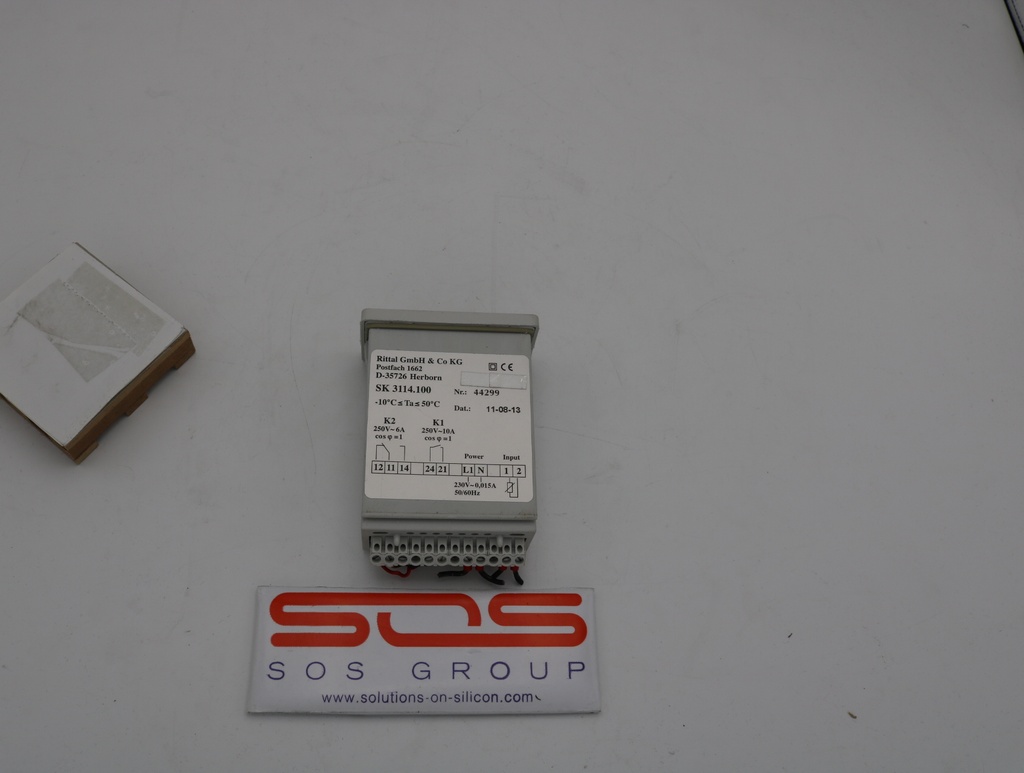 Rittal GmbH & Co KG
Postfach 1662
D-35726 Herborn
CE
SK 3114.100
Nr.: 44299
-10°C ≤ Ta ≤ 50°C
Dat.: 11-08-13
K2 K1
250V~6A 250V~10A
cos φ = 1 cos φ = 1
Power Input
12 11 14 24 21 L1 N 1 2
230V~0,015A
50/60Hz
SOS
SOS GROUP
www.solutions-on-silicon.com